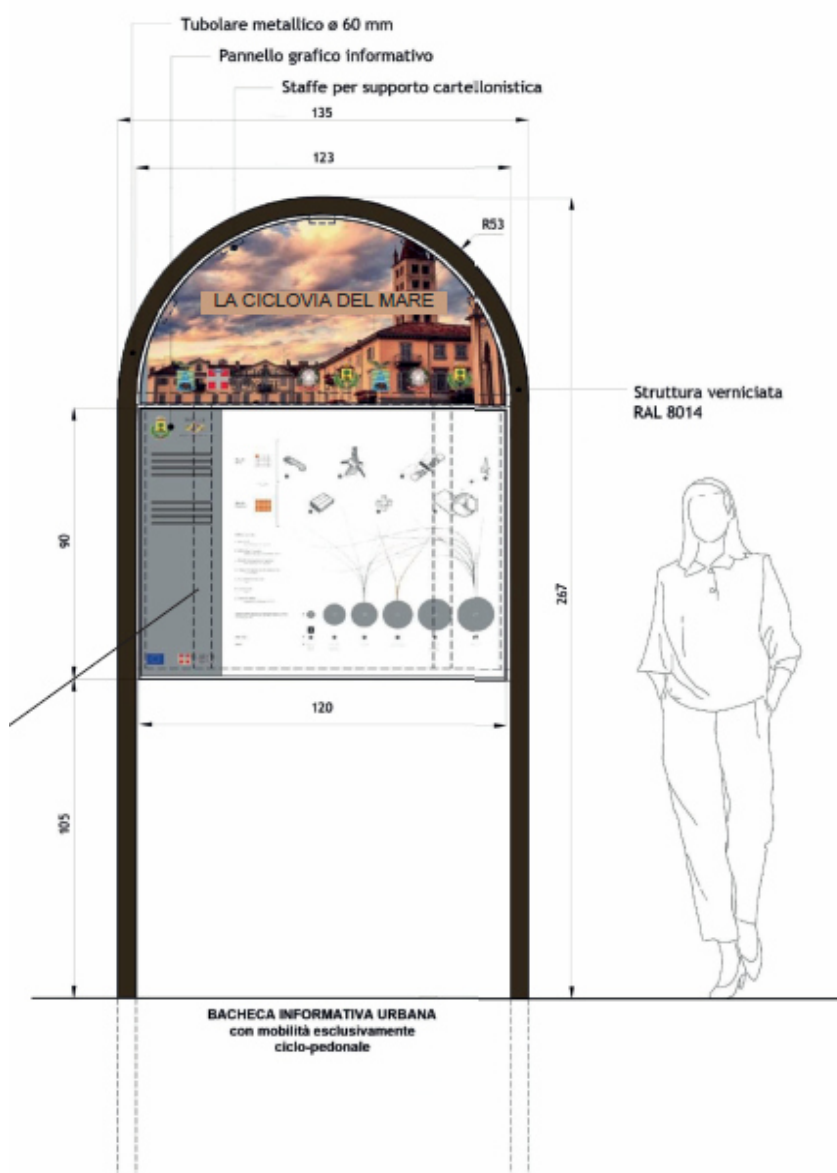 Tubolare metallico ø 60 mm
Pannello grafico informativo
Staffe per supporto cartellonistica
135
123
R53
LA CICLOVIA DEL MARE
Struttura verniciata
RAL 8014
90
267
120
105
BACHECA INFORMATIVA URBANA
con mobilità esclusivamente
ciclo-pedonale